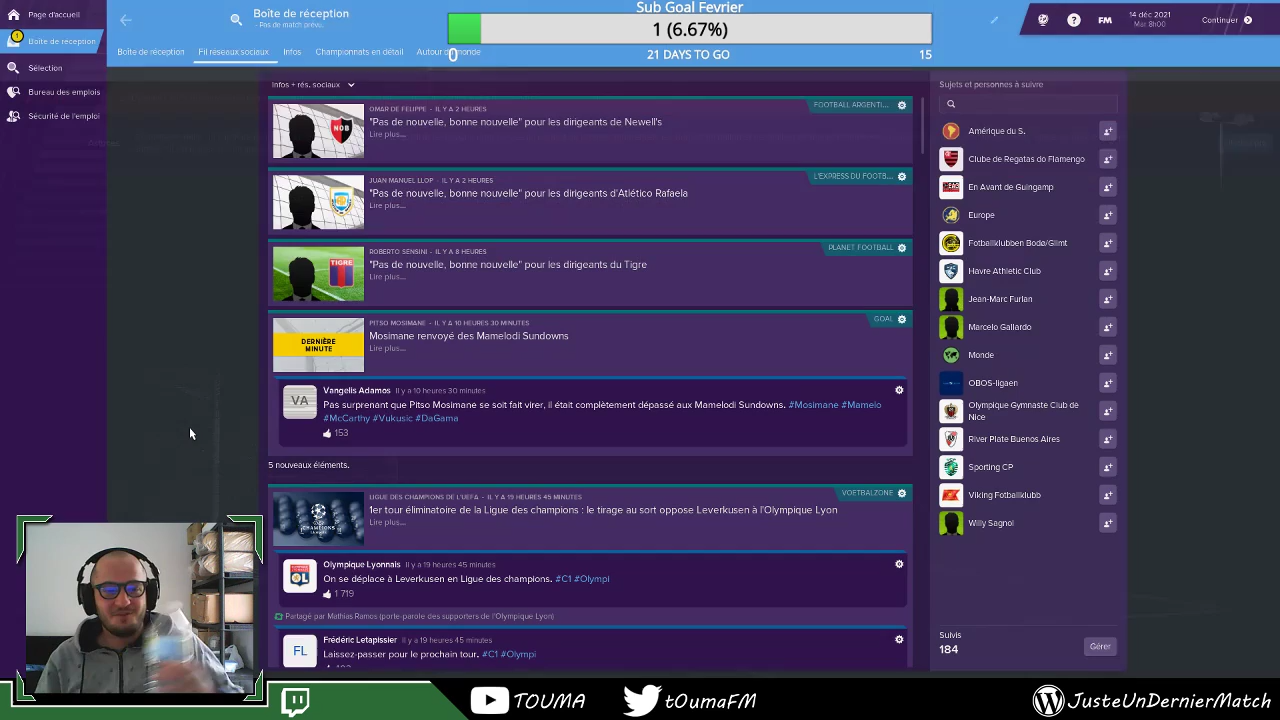 Page d'accueil
1
Boîte de réception
Sélection
Bureau des emplois
Sécurité de l'emploi
Boîte de réception
- Pas de match prévu.
Boîte de réception
Fil réseaux sociaux
Infos
Championnats en détail
Autour du monde
Sub Goal Fevrier
1 (6.67%)
0
21 DAYS TO GO
15
FM
14 déc 2021
Mar 8h00
Continuer
Infos + rés. sociaux
OMAR DE FELIPPE - IL Y A 2 HEURES
"Pas de nouvelle, bonne nouvelle" pour les dirigeants de Newell's
Lire plus...
FOOTBALL ARGENTI...
JUAN MANUEL LLOP - IL Y A 2 HEURES
"Pas de nouvelle, bonne nouvelle" pour les dirigeants d'Atlético Rafaela
Lire plus...
L'EXPRESS DU FOOTB...
ROBERTO SENSINI - IL Y A 8 HEURES
"Pas de nouvelle, bonne nouvelle" pour les dirigeants du Tigre
Lire plus...
PLANET FOOTBALL
TIGRE
PITSO MOSIMANE - IL Y A 10 HEURES 30 MINUTES
Mosimane renvoyé des Mamelodi Sundowns
Lire plus...
GOAL
DERNIÈRE
MINUTE
VA
Vangelis Adamos Il y a 10 heures 30 minutes
Pas surprenant que Pitso Mosimane se soit fait virer, il était complètement dépassé aux Mamelodi Sundowns. #Mosimane #Mamelo
#McCarthy #Vukusic #DaGama
153
5 nouveaux éléments.
LIGUE DES CHAMPIONS DE L'UEFA - IL Y A 19 HEURES 45 MINUTES
1er tour éliminatoire de la Ligue des champions : le tirage au sort oppose Leverkusen à l'Olympique Lyon
Lire plus...
VOETBALZONE
Olympique Lyonnais Il y a 19 heures 45 minutes
On se déplace à Leverkusen en Ligue des champions. #C1 #Olympi
1 719
Partagé par Mathias Ramos (porte-parole des supporters de l'Olympique Lyon)
FL
Frédéric Letapissier Il y a 19 heures 45 minutes
Laissez-passer pour le prochain tour. #C1 #Olympi
Sujets et personnes à suivre
Amérique du S.
Clube de Regatas do Flamengo
En Avant de Guingamp
Europe
Fotballklubben Bodø/Glimt
Havre Athletic Club
Jean-Marc Furlan
Marcelo Gallardo
Monde
OBOS-ligaen
Olympique Gymnaste Club de
Nice
River Plate Buenos Aires
Sporting CP
Viking Fotballklubb
Willy Sagnol
Suivis
184
Gérer
TOUMA
tOumaFM
JusteUnDernierMatch